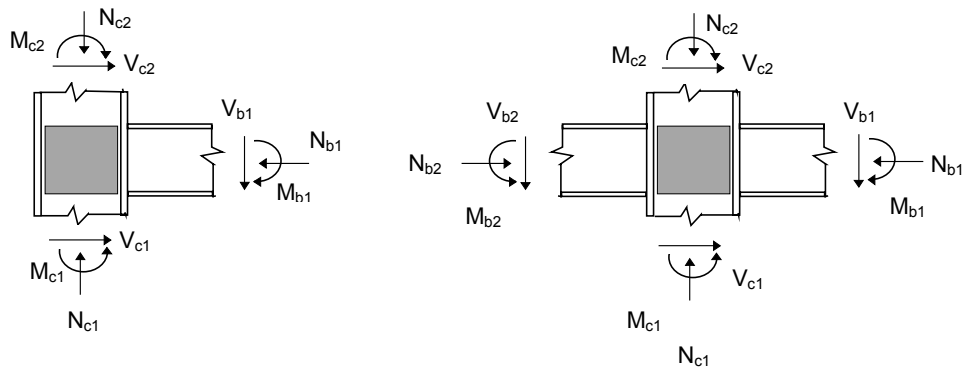 N_c2
M_c2
V_c2
V_b1
N_b1
M_b1
V_c1
M_c1
N_c1
N_c2
M_c2
V_c2
V_b2
V_b1
N_b2
N_b1
M_b2
M_b1
V_c1
M_c1
N_c1